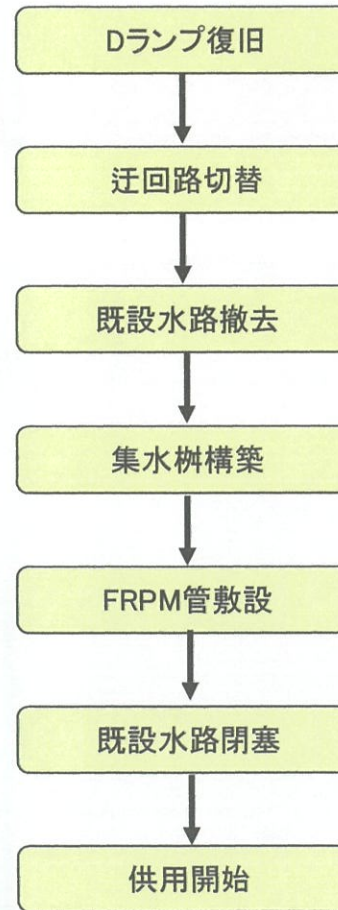 Dランプ復旧
迂回路切替
既設水路撤去
集水桝構築
FRPM管敷設
既設水路閉塞
供用開始